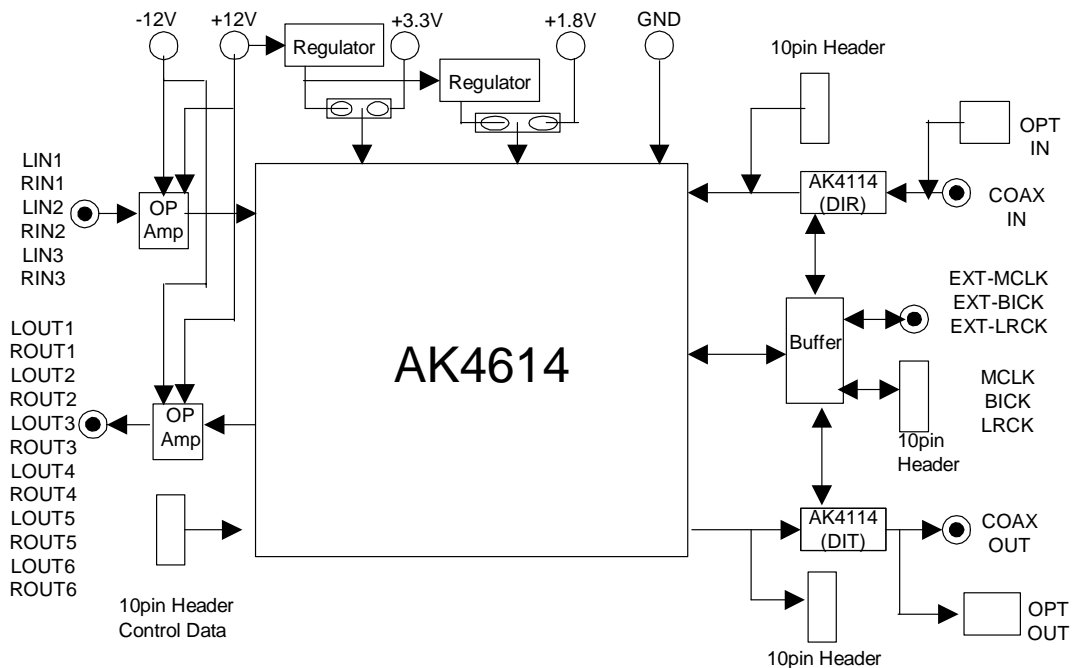 -12V
+12V
+3.3V
+1.8V
GND
Regulator
Regulator
10pin Header
OPT
IN
LIN1
RIN1
LIN2
RIN2
LIN3
RIN3
OP
Amp
AK4114
(DIR)
COAX
IN
EXT-MCLK
EXT-BICK
EXT-LRCK
Buffer
AK4614
MCLK
BICK
LRCK
10pin
Header
LOUT1
ROUT1
LOUT2
ROUT2
LOUT3
ROUT3
LOUT4
ROUT4
LOUT5
ROUT5
LOUT6
ROUT6
OP
Amp
AK4114
(DIT)
COAX
OUT
10pin Header
Control Data
OPT
OUT
10pin Header